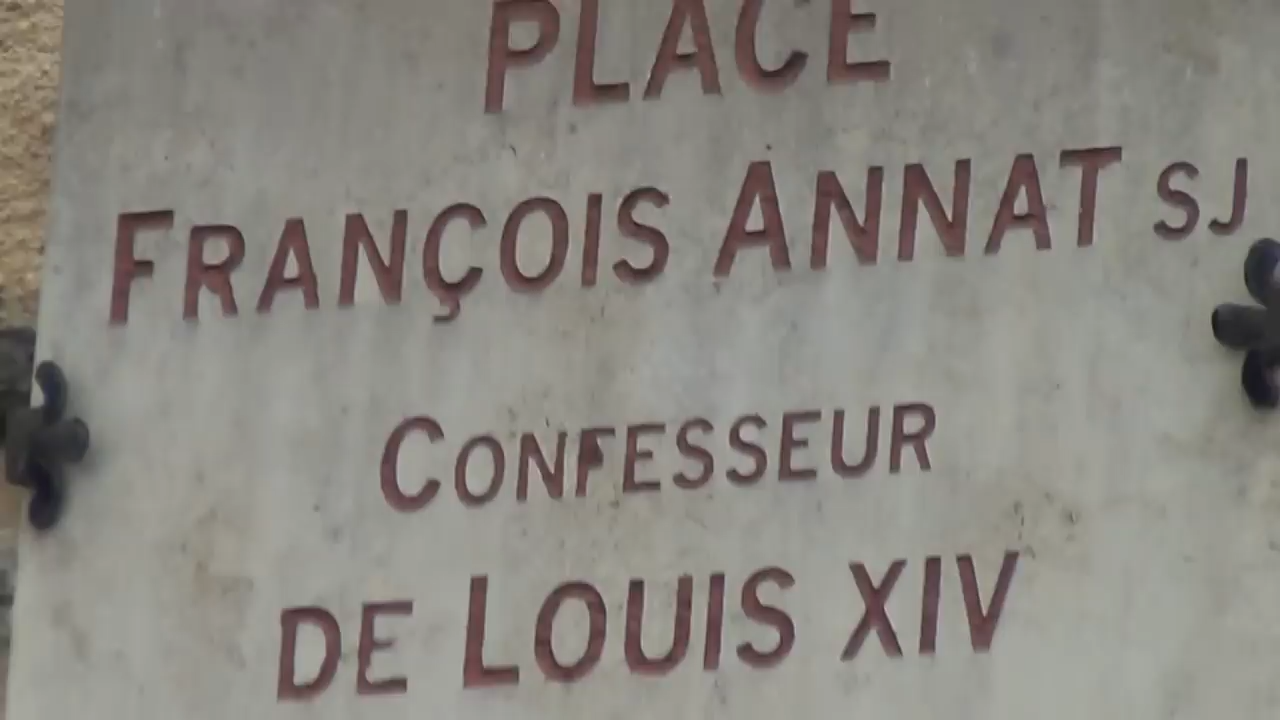 PLACE
FRANÇOIS ANNAT SJ
CONFESSEUR
DE LOUIS XIV